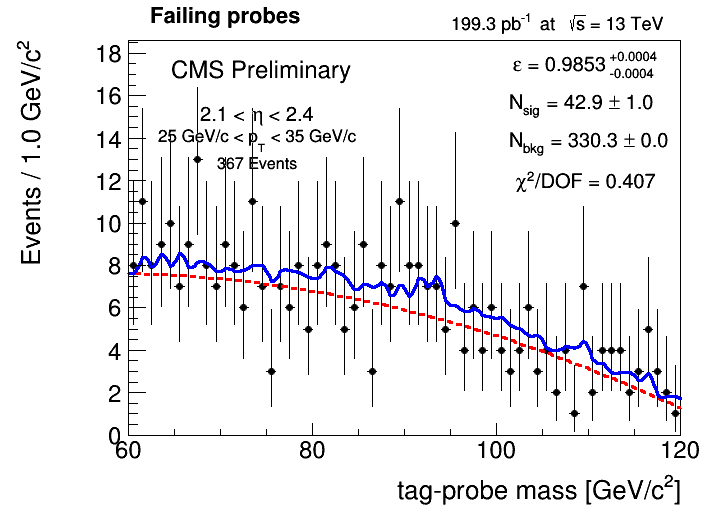 Failing probes
199.3 pb⁻¹ at √s = 13 TeV
CMS Preliminary
2.1 < η < 2.4
25 GeV/c < p_T < 35 GeV/c
367 Events
ε = 0.9853 +0.0004 -0.0004
N_sig = 42.9 ± 1.0
N_bkg = 330.3 ± 0.0
χ²/DOF = 0.407
Events / 1.0 GeV/c²
18
16
14
12
10
8
6
4
2
0
60
80
100
120
tag-probe mass [GeV/c²]